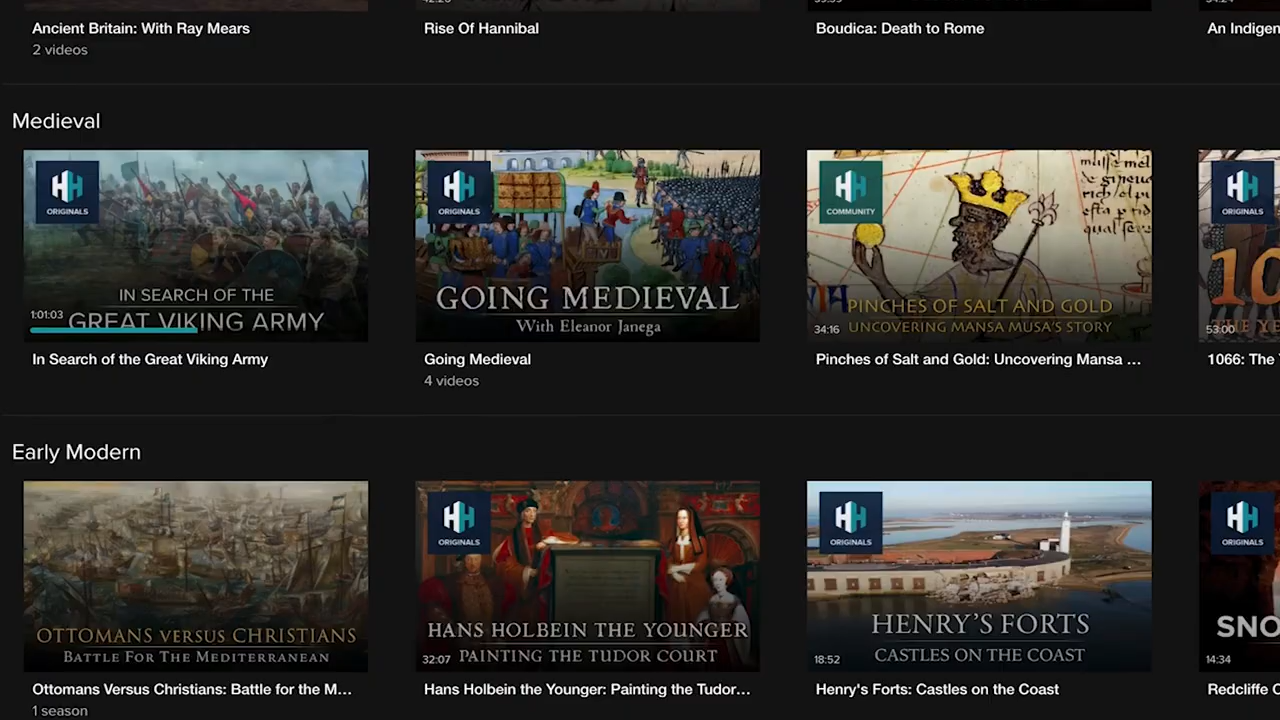 Ancient Britain: With Ray Mears
2 videos
Rise Of Hannibal
Boudica: Death to Rome
An Indigen
Medieval
ORIGINALS
IN SEARCH OF THE
GREAT VIKING ARMY
1:01:03
In Search of the Great Viking Army
ORIGINALS
GOING MEDIEVAL
With Eleanor Janega
Going Medieval
4 videos
COMMUNITY
PINCHES OF SALT AND GOLD
UNCOVERING MANSA MUSA'S STORY
34:16
Pinches of Salt and Gold: Uncovering Mansa ...
ORIGINALS
10
THE YE
53:00
1066: The
Early Modern
OTTOMANS VERSUS CHRISTIANS
BATTLE FOR THE MEDITERRANEAN
Ottomans Versus Christians: Battle for the M...
1 season
ORIGINALS
HANS HOLBEIN THE YOUNGER
PAINTING THE TUDOR COURT
32:07
Hans Holbein the Younger: Painting the Tudor...
ORIGINALS
HENRY'S FORTS
CASTLES ON THE COAST
18:52
Henry's Forts: Castles on the Coast
ORIGINALS
SNO
14:34
Redcliffe C